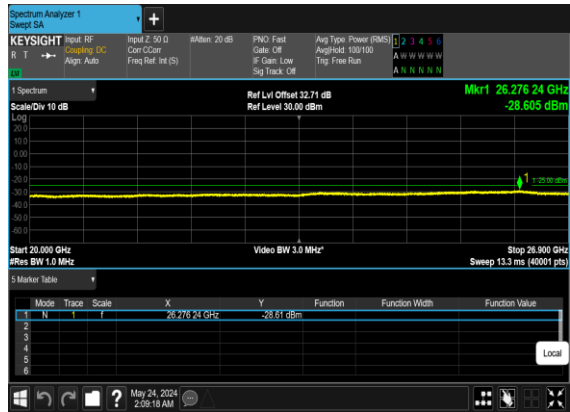 Spectrum Analyzer 1
Swept SA
KEYSIGHT Input: RF Input Z: 50 Ω #Atten: 20 dB PNO: Fast Avg Type: Power (RMS) 1 2 3 4 5 6
R T Coupling: DC Corr CCorr Gate: Off Avg|Hold: 100/100 A W W W W W
Align: Auto Freq Ref: Int (S) IF Gain: Low Trig: Free Run
LW Sig Track: Off A N N N N N
1 Spectrum Ref Lvl Offset 32.71 dB Mkr1 26.276 24 GHz
Scale/Div 10 dB Ref Level 30.00 dBm -28.605 dBm
Log
20.0
10.0
0.00
-10.0
-20.0 1 1:-25.00 dBm
-30.0
-40.0
-50.0
-60.0
Start 20.000 GHz Video BW 3.0 MHz* Stop 26.900 GHz
#Res BW 1.0 MHz Sweep 13.3 ms (40001 pts)
5 Marker Table
Mode Trace Scale X Y Function Function Width Function Value
1 N 1 f 26.276 24 GHz -28.61 dBm
2
3
4
5
6
Local
? May 24, 2024
2:09:18 AM